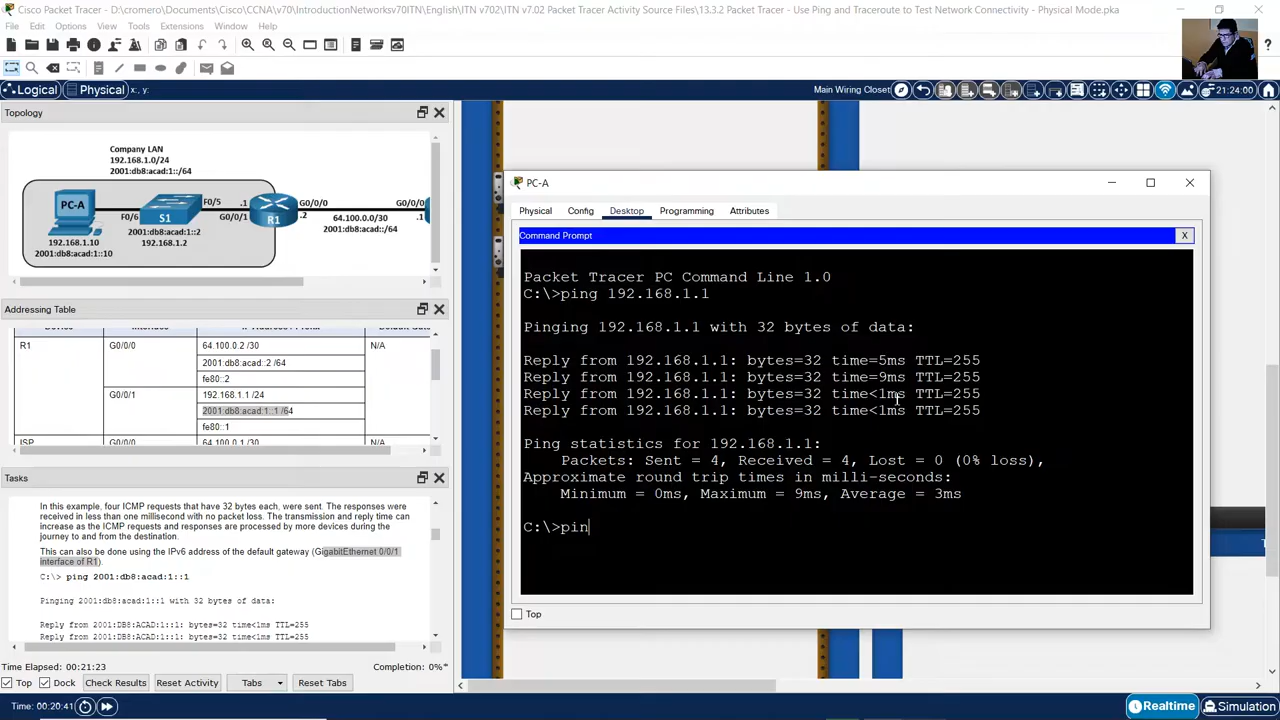 Cisco Packet Tracer - C:\Users\cromero\Documents\Cisco\CCNA\v70\IntroductionNetworksv70ITN\English\ITN v702\ITN v7.02 Packet Tracer Activity Source Files\13.3.2 Packet Tracer - Use Ping and Traceroute to Test Network Connectivity - Physical Mode.pka
File Edit Options View Tools Extensions Window Help
Logical Physical x: y:
Main Wiring Closet
21:24:00
Topology
Company LAN
192.168.1.0/24
2001:db8:acad:1::/64
PC-A
F0/6
S1
F0/5
G0/0/1
.1
R1
G0/0/0
.2
64.100.0.0/30
2001:db8:acad::/64
G0/0/0
.1
2001:db8:acad:1::2
192.168.1.2
192.168.1.10
2001:db8:acad:1::10
Addressing Table
R1 G0/0/0 64.100.0.2 /30 N/A
2001:db8:acad::2 /64
fe80::2
G0/0/1 192.168.1.1 /24
2001:db8:acad:1::1 /64
fe80::1
ISP G0/0/0 64.100.0.1 /30 N/A
Tasks
In this example, four ICMP requests that have 32 bytes each, were sent. The responses were
received in less than one millisecond with no packet loss. The transmission and reply time can
increase as the ICMP requests and responses are processed by more devices during the
journey to and from the destination.
This can also be done using the IPv6 address of the default gateway (GigabitEthernet 0/0/1
interface of R1).
C:\> ping 2001:db8:acad:1::1
Pinging 2001:db8:acad:1::1 with 32 bytes of data:
Reply from 2001:DB8:ACAD:1::1: bytes=32 time<1ms TTL=255
Reply from 2001:DB8:ACAD:1::1: bytes=32 time<1ms TTL=255
Time Elapsed: 00:21:23 Completion: 0%*
Top Dock Check Results Reset Activity Tabs Reset Tabs
Time: 00:20:41
Realtime Simulation
PC-A
Physical Config Desktop Programming Attributes
Command Prompt X
Packet Tracer PC Command Line 1.0
C:\>ping 192.168.1.1
Pinging 192.168.1.1 with 32 bytes of data:
Reply from 192.168.1.1: bytes=32 time=5ms TTL=255
Reply from 192.168.1.1: bytes=32 time=9ms TTL=255
Reply from 192.168.1.1: bytes=32 time<1ms TTL=255
Reply from 192.168.1.1: bytes=32 time<1ms TTL=255
Ping statistics for 192.168.1.1:
Packets: Sent = 4, Received = 4, Lost = 0 (0% loss),
Approximate round trip times in milli-seconds:
Minimum = 0ms, Maximum = 9ms, Average = 3ms
C:\>pin
Top